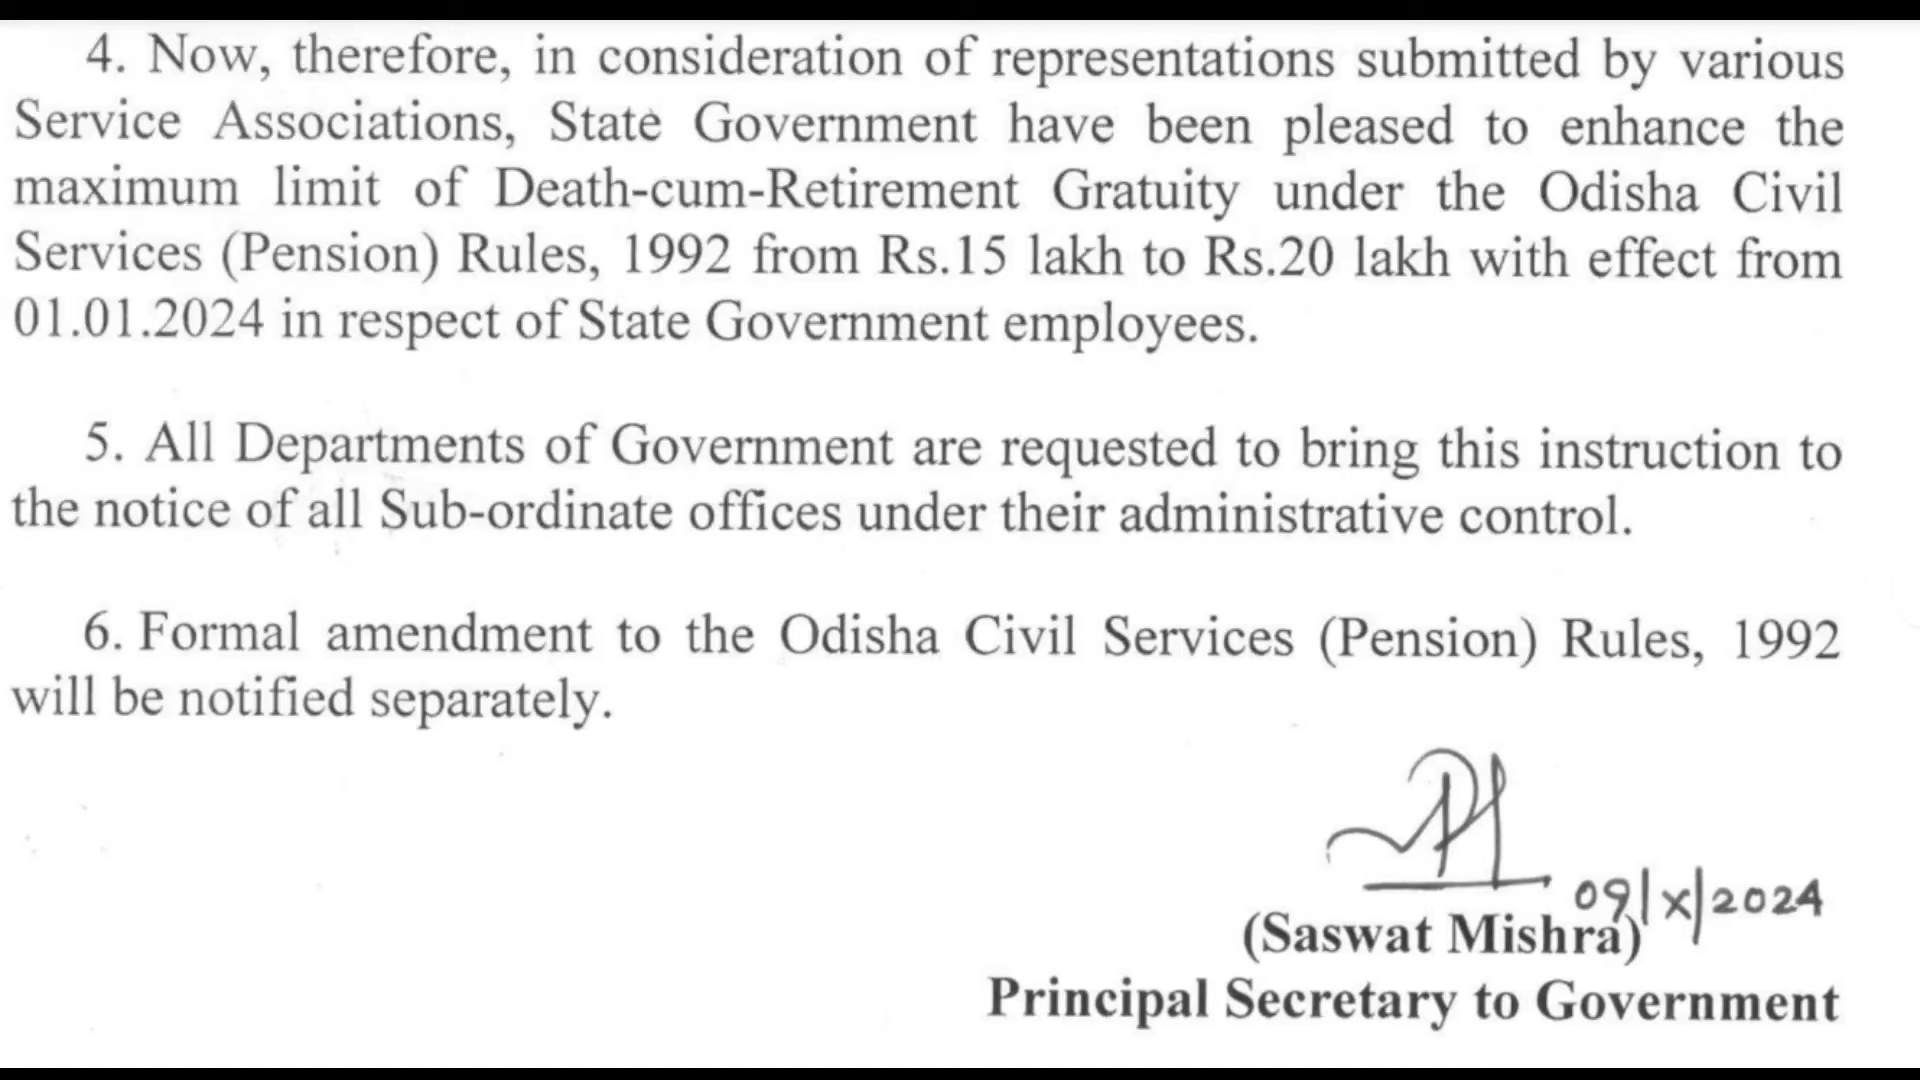 4. Now, therefore, in consideration of representations submitted by various
Service Associations, State Government have been pleased to enhance the
maximum limit of Death-cum-Retirement Gratuity under the Odisha Civil
Services (Pension) Rules, 1992 from Rs.15 lakh to Rs.20 lakh with effect from
01.01.2024 in respect of State Government employees.
5. All Departments of Government are requested to bring this instruction to
the notice of all Sub-ordinate offices under their administrative control.
6. Formal amendment to the Odisha Civil Services (Pension) Rules, 1992
will be notified separately.
09|X|2024
(Saswat Mishra)
Principal Secretary to Government